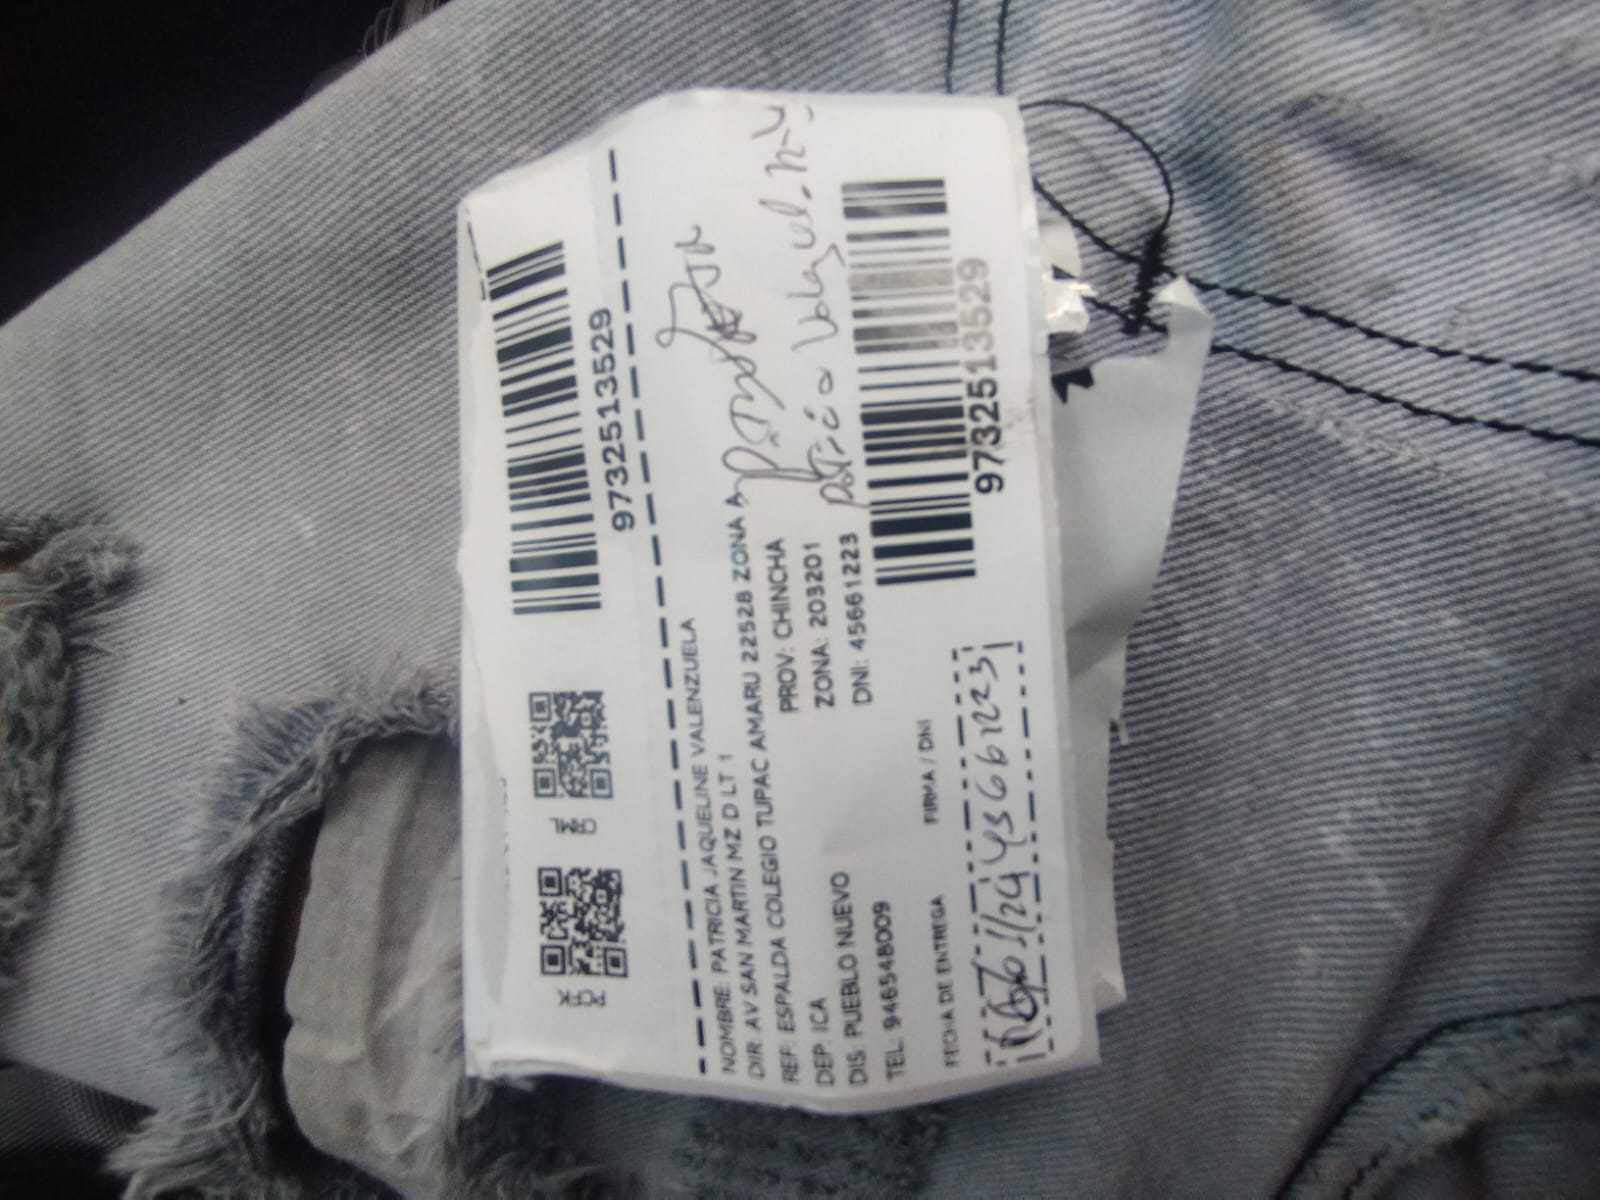 9732513529
PCFK
NOMBRE: PATRICIA JAQUELINE VALENZUELA
DIR: AV SAN MARTIN MZ D LT 1
REF: ESPALDA COLEGIO TUPAC AMARU 22528 ZONA A
DEP: ICA PROV: CHINCHA
DIS: PUEBLO NUEVO ZONA: 203201
TEL: 946548009 DNI: 45661223
9732513529
FECHA DE ENTREGA FIRMA / DNI
45661223